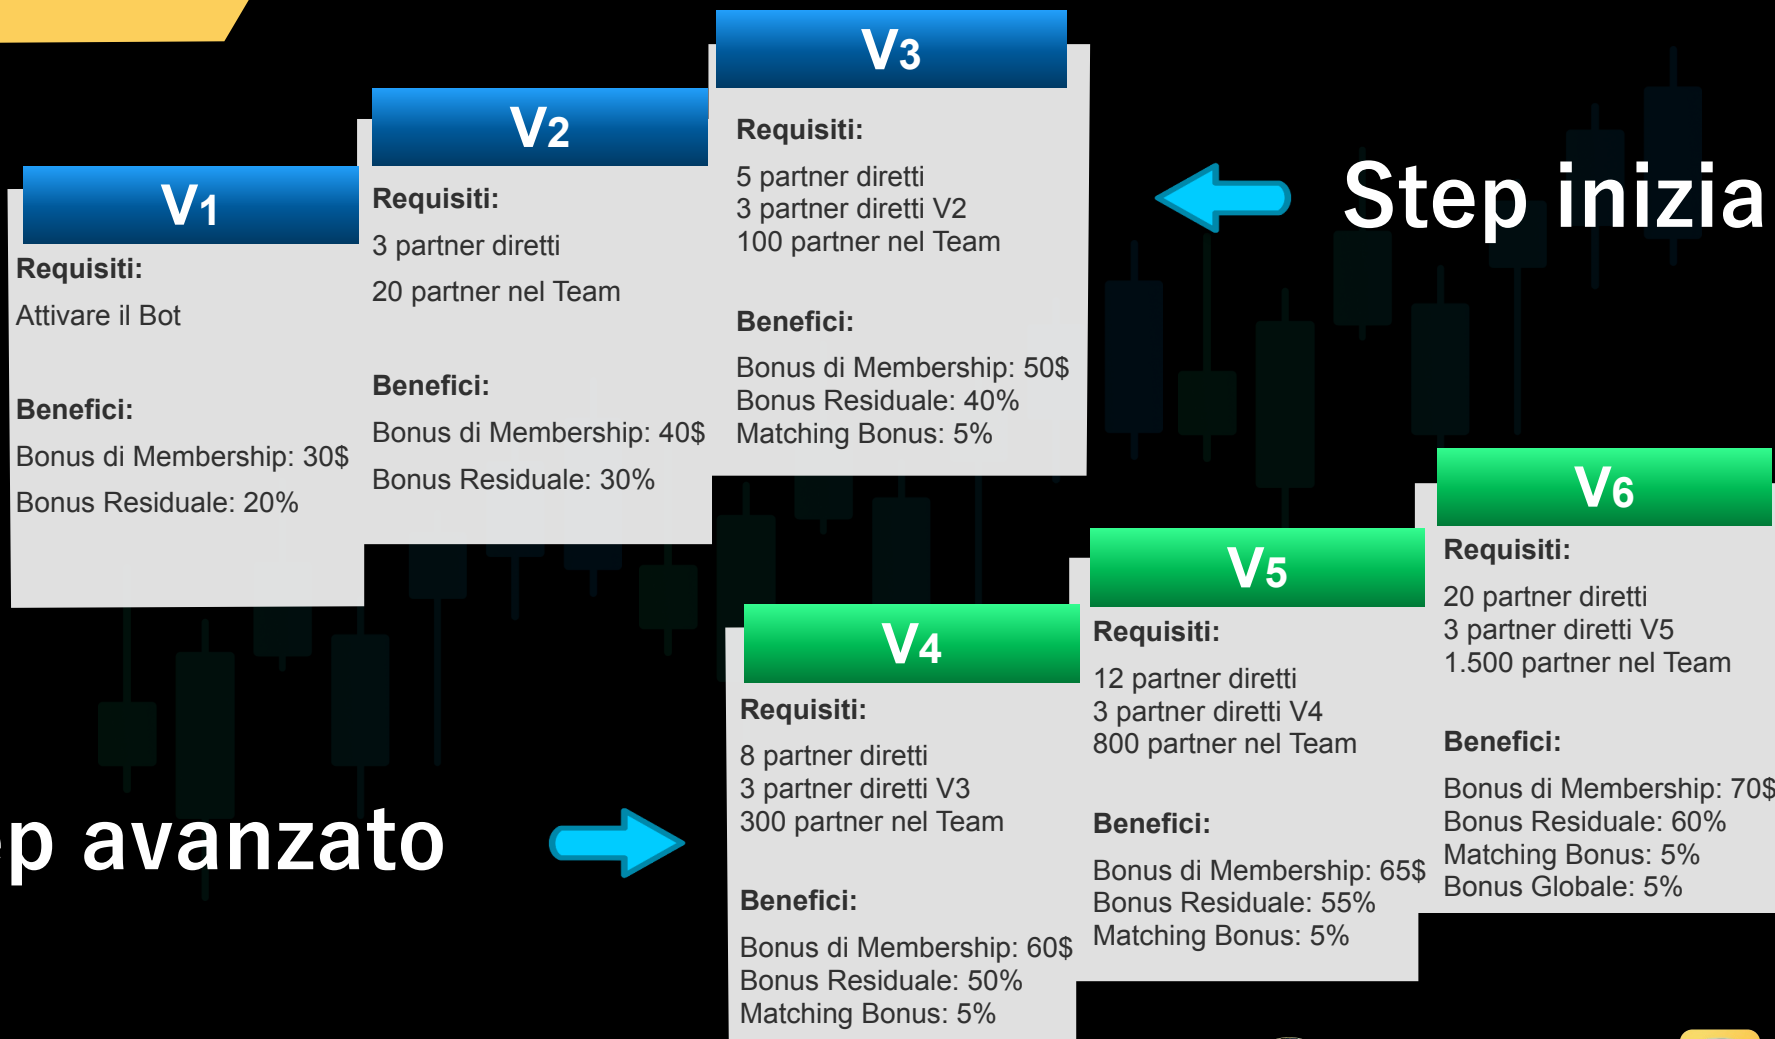 V1
Requisiti:
Attivare il Bot
Benefici:
Bonus di Membership: 30$
Bonus Residuale: 20%
V2
Requisiti:
3 partner diretti
20 partner nel Team
Benefici:
Bonus di Membership: 40$
Bonus Residuale: 30%
V3
Requisiti:
5 partner diretti
3 partner diretti V2
100 partner nel Team
Benefici:
Bonus di Membership: 50$
Bonus Residuale: 40%
Matching Bonus: 5%
Step inizia
ep avanzato
V4
Requisiti:
8 partner diretti
3 partner diretti V3
300 partner nel Team
Benefici:
Bonus di Membership: 60$
Bonus Residuale: 50%
Matching Bonus: 5%
V5
Requisiti:
12 partner diretti
3 partner diretti V4
800 partner nel Team
Benefici:
Bonus di Membership: 65$
Bonus Residuale: 55%
Matching Bonus: 5%
V6
Requisiti:
20 partner diretti
3 partner diretti V5
1.500 partner nel Team
Benefici:
Bonus di Membership: 70$
Bonus Residuale: 60%
Matching Bonus: 5%
Bonus Globale: 5%